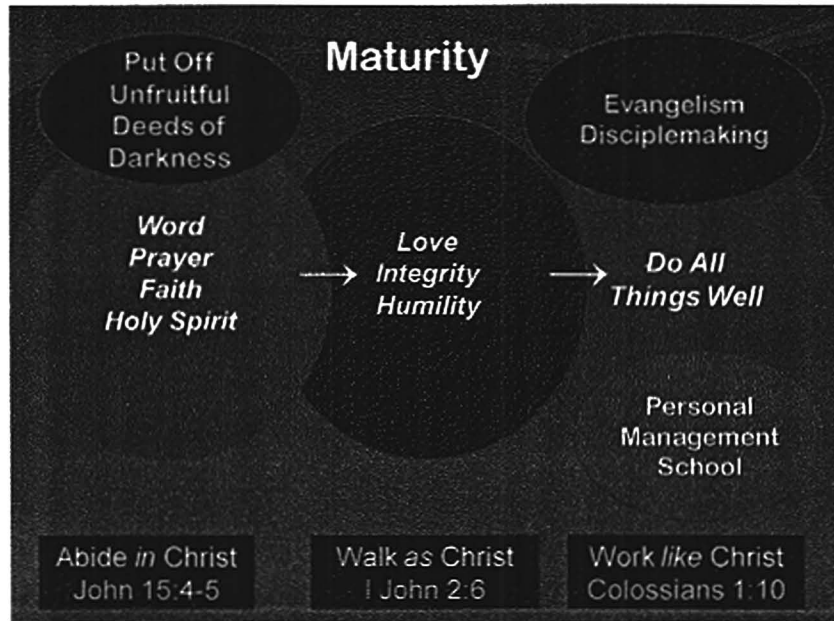 Maturity
Put Off
Unfruitful
Deeds of
Darkness
Word
Prayer
Faith
Holy Spirit
Love
Integrity
Humility
Evangelism
Disciplemaking
Do All
Things Well
Personal
Management
School
Abide in Christ
John 15:4-5
Walk as Christ
I John 2:6
Work like Christ
Colossians 1:10